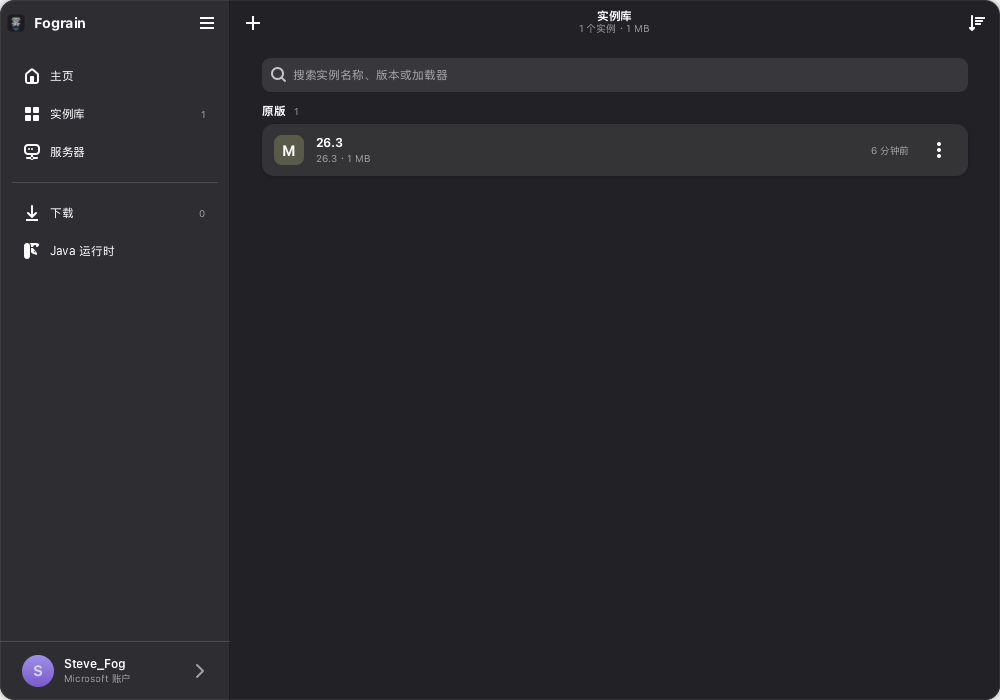 Fograin
主页
实例库 1
服务器
下载 0
Java 运行时
S
Steve_Fog
Microsoft 账户
实例库
1 个实例 · 1 MB
搜索实例名称、版本或加载器
原版 1
M
26.3
26.3 · 1 MB
6 分钟前